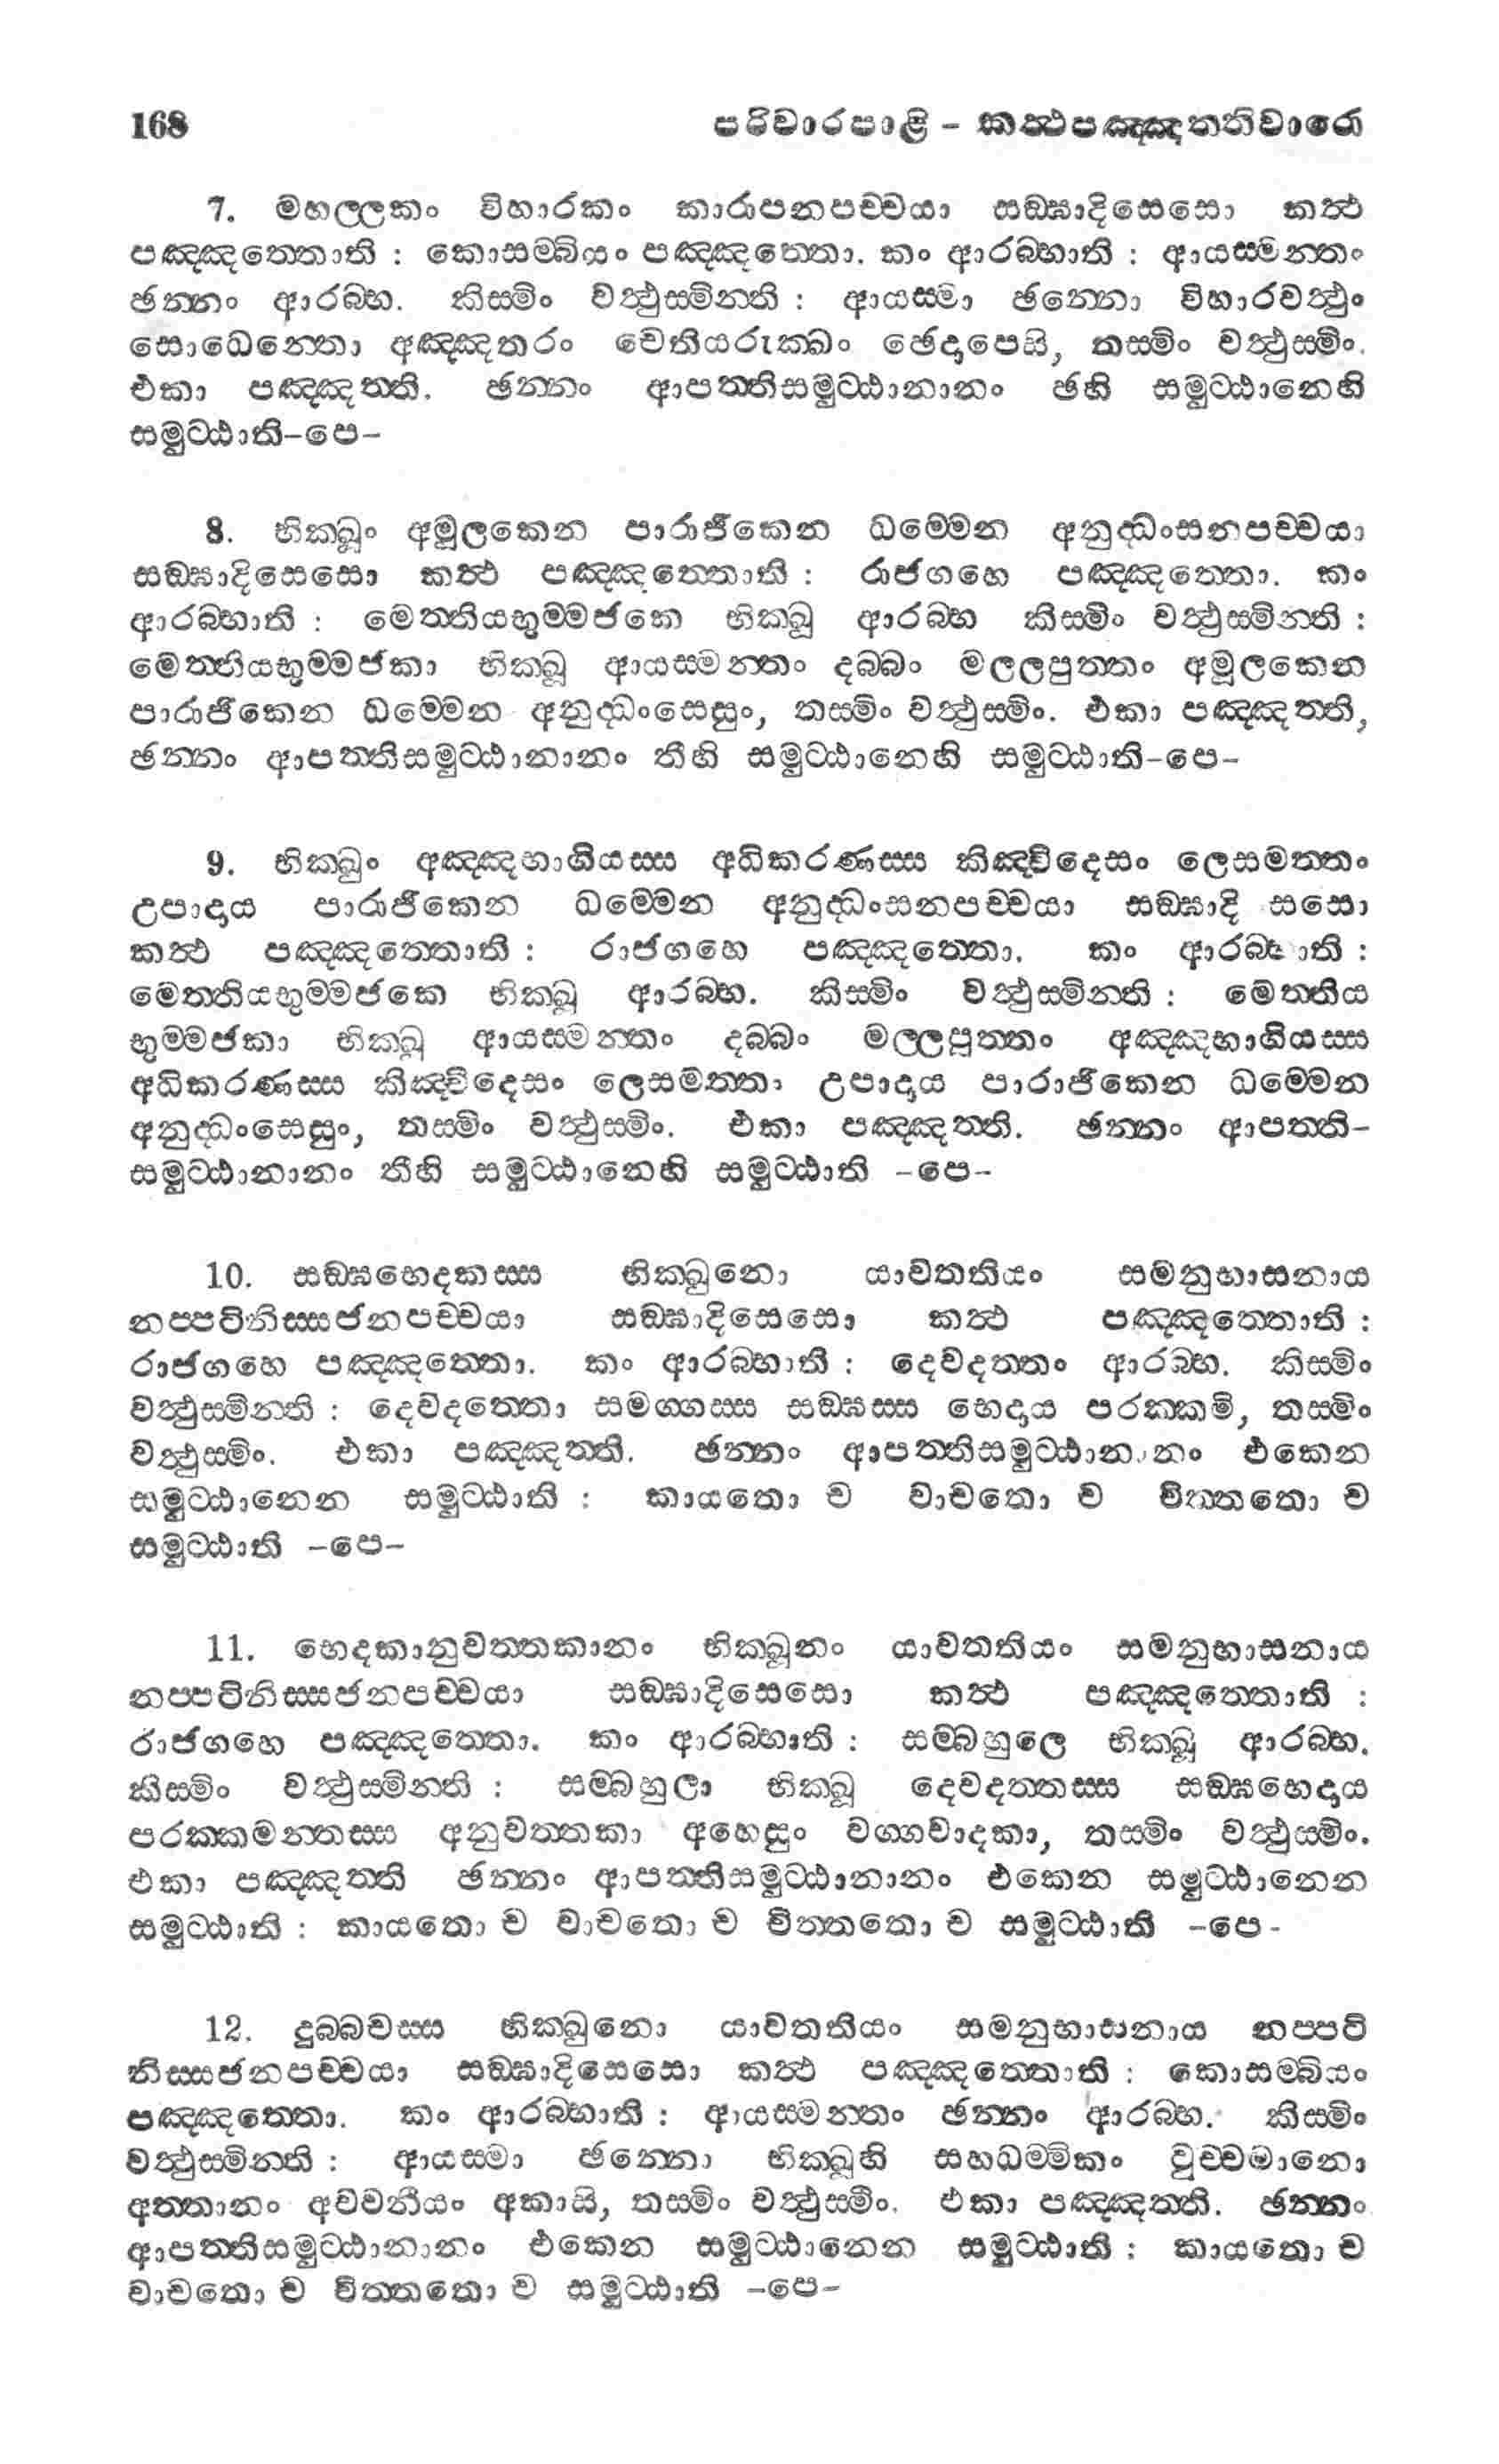 168 පරිවාරපාළි – කත්‍ථපඤ්ඤත්තිවාරො
7. මහල්ලකං විහාරකං කාරාපනපච්චයා සඞ්ඝාදිසෙසො කත්‍ථ
පඤ්ඤත්තොති : කොසම්බියං පඤ්ඤත්තො. කං ආරබ්භාති : ආයස්මන්තං
ඡන්නං ආරබ්භ. කිස්මිං වත්‍ථුස්මින්ති : ආයස්මා ඡන්නො විහාරවත්‍ථුං
සොධෙන්තො අඤ්ඤතරං චෙතියරුක්ඛං ඡෙදාපෙසි, තස්මිං වත්‍ථුස්මිං.
එකා පඤ්ඤත්ති. ඡන්නං ආපත්තිසමුට්ඨානානං ඡහි සමුට්ඨානෙහි
සමුට්ඨාති–පෙ–
8. භික්ඛුං අමූලකෙන පාරාජිකෙන ධම්මෙන අනුද්ධංසනපච්චයා
සඞ්ඝාදිසෙසො කත්‍ථ පඤ්ඤත්තොති : රාජගහෙ පඤ්ඤත්තො. කං
ආරබ්භාති : මෙත්තියභුම්මජකෙ භික්ඛූ ආරබ්භ කිස්මිං වත්‍ථුස්මින්ති :
මෙත්තියභුම්මජකා භික්ඛූ ආයස්මන්තං දබ්බං මල්ලපුත්තං අමූලකෙන
පාරාජිකෙන ධම්මෙන අනුද්ධංසෙසුං, තස්මිං වත්‍ථුස්මිං. එකා පඤ්ඤත්ති,
ඡන්නං ආපත්තිසමුට්ඨානානං තීහි සමුට්ඨානෙහි සමුට්ඨාති–පෙ–
9. භික්ඛුං අඤ්ඤභාගියස්ස අධිකරණස්ස කිඤ්චිදෙසං ලෙසමත්තං
උපාදාය පාරාජිකෙන ධම්මෙන අනුද්ධංසනපච්චයා සඞ්ඝාදි සසො
කත්‍ථ පඤ්ඤත්තොති : රාජගහෙ පඤ්ඤත්තො. කං ආරබ්භාති :
මෙත්තියභුම්මජකෙ භික්ඛූ ආරබ්භ. කිස්මිං වත්‍ථුස්මින්ති : මෙත්තිය
භුම්මජකා භික්ඛූ ආයස්මන්තං දබ්බං මල්ලපුත්තං අඤ්ඤභාගියස්ස
අධිකරණස්ස කිඤ්චිදෙසං ලෙසමත්තං උපාදාය පාරාජිකෙන ධම්මෙන
අනුද්ධංසෙසුං, තස්මිං වත්‍ථුස්මිං. එකා පඤ්ඤත්ති. ඡන්නං ආපත්ති–
සමුට්ඨානානං තීහි සමුට්ඨානෙහි සමුට්ඨාති –පෙ–
10. සඞ්ඝභෙදකස්ස භික්ඛුනො යාවතතියං සමනුභාසනාය
නප්පටිනිස්සජනපච්චයා සඞ්ඝාදිසෙසො කත්‍ථ පඤ්ඤත්තොති :
රාජගහෙ පඤ්ඤත්තො. කං ආරබ්භාති : දෙවදත්තං ආරබ්භ. කිස්මිං
වත්‍ථුස්මින්ති : දෙවදත්තො සමග්ගස්ස සඞ්ඝස්ස භෙදාය පරක්කමි, තස්මිං
වත්‍ථුස්මිං. එකා පඤ්ඤත්ති. ඡන්නං ආපත්තිසමුට්ඨානානං එකෙන
සමුට්ඨානෙන සමුට්ඨාති : කායතො ච වාචතො ච චිත්තතො ච
සමුට්ඨාති –පෙ–
11. භෙදකානුවත්තකානං භික්ඛූනං යාවතතියං සමනුභාසනාය
නප්පටිනිස්සජනපච්චයා සඞ්ඝාදිසෙසො කත්‍ථ පඤ්ඤත්තොති :
රාජගහෙ පඤ්ඤත්තො. කං ආරබ්භාති : සම්බහුලෙ භික්ඛූ ආරබ්භ.
කිස්මිං වත්‍ථුස්මින්ති : සම්බහුලා භික්ඛූ දෙවදත්තස්ස සඞ්ඝභෙදාය
පරක්කමන්තස්ස අනුවත්තකා අහෙසුං වග්ගවාදකා, තස්මිං වත්‍ථුස්මිං.
එකා පඤ්ඤත්ති ඡන්නං ආපත්තිසමුට්ඨානානං එකෙන සමුට්ඨානෙන
සමුට්ඨාති : කායතො ච වාචතො ච චිත්තතො ච සමුට්ඨාති –පෙ-
12. දුබ්බචස්ස භික්ඛුනො යාවතතියං සමනුභාසනාය නප්පටි
නිස්සජනපච්චයා සඞ්ඝාදිසෙසො කත්‍ථ පඤ්ඤත්තොති : කොසම්බියං
පඤ්ඤත්තො. කං ආරබ්භාති : ආයස්මන්තං ඡන්නං ආරබ්භ. කිස්මිං
වත්‍ථුස්මින්ති : ආයස්මා ඡන්නො භික්ඛූහි සහධම්මිකං වුච්චමානො
අත්තානං අවචනීයං අකාසි, තස්මිං වත්‍ථුස්මිං. එකා පඤ්ඤත්ති. ඡන්නං
ආපත්තිසමුට්ඨානානං එකෙන සමුට්ඨානෙන සමුට්ඨාති : කායතො ච
වාචතො ච චිත්තතො ච සමුට්ඨාති –පෙ–